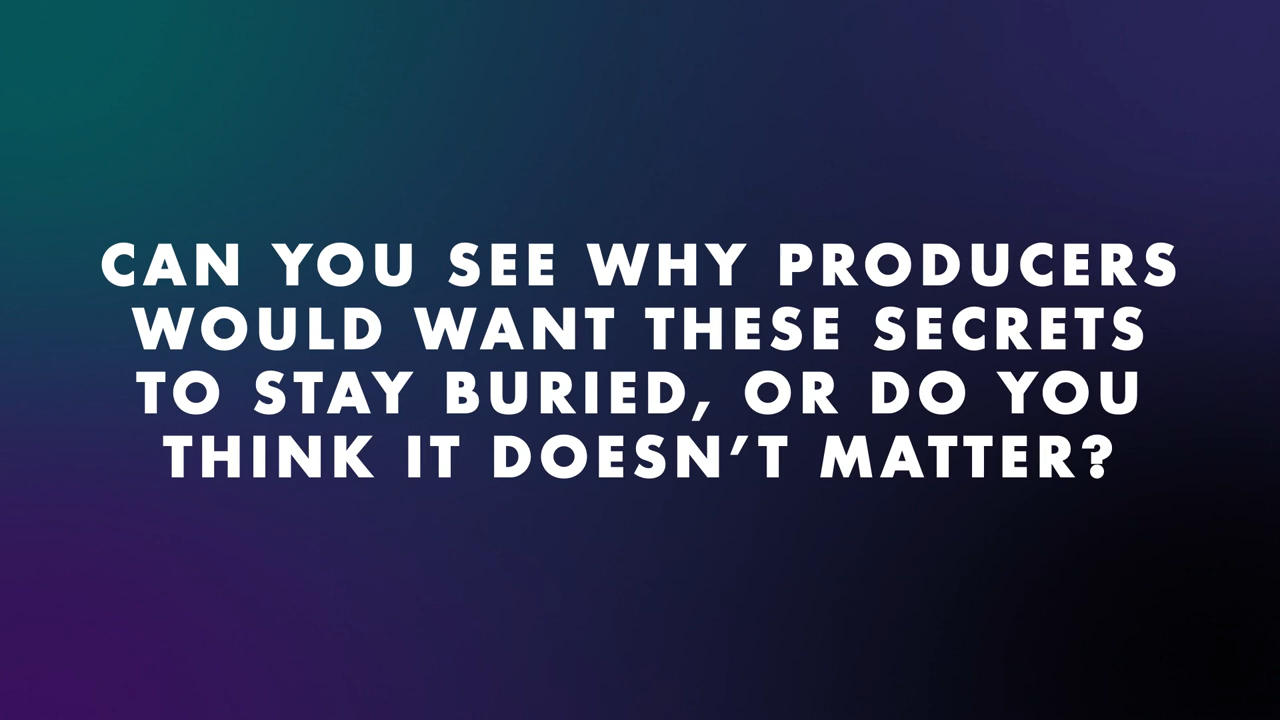 CAN YOU SEE WHY PRODUCERS
WOULD WANT THESE SECRETS
TO STAY BURIED, OR DO YOU
THINK IT DOESN’T MATTER?